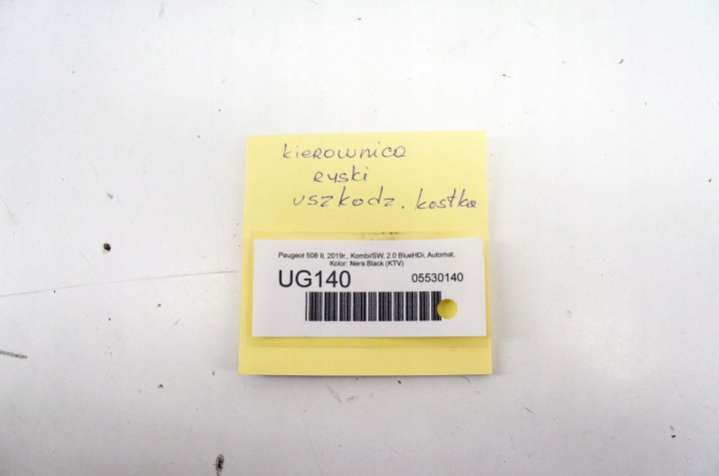 kierownica
ryski
uszkodz. kostka
Peugeot 508 II, 2019r., Kombi/SW, 2.0 BlueHDi, Automat,
Kolor: Nera Black (KTV)
UG140 05530140